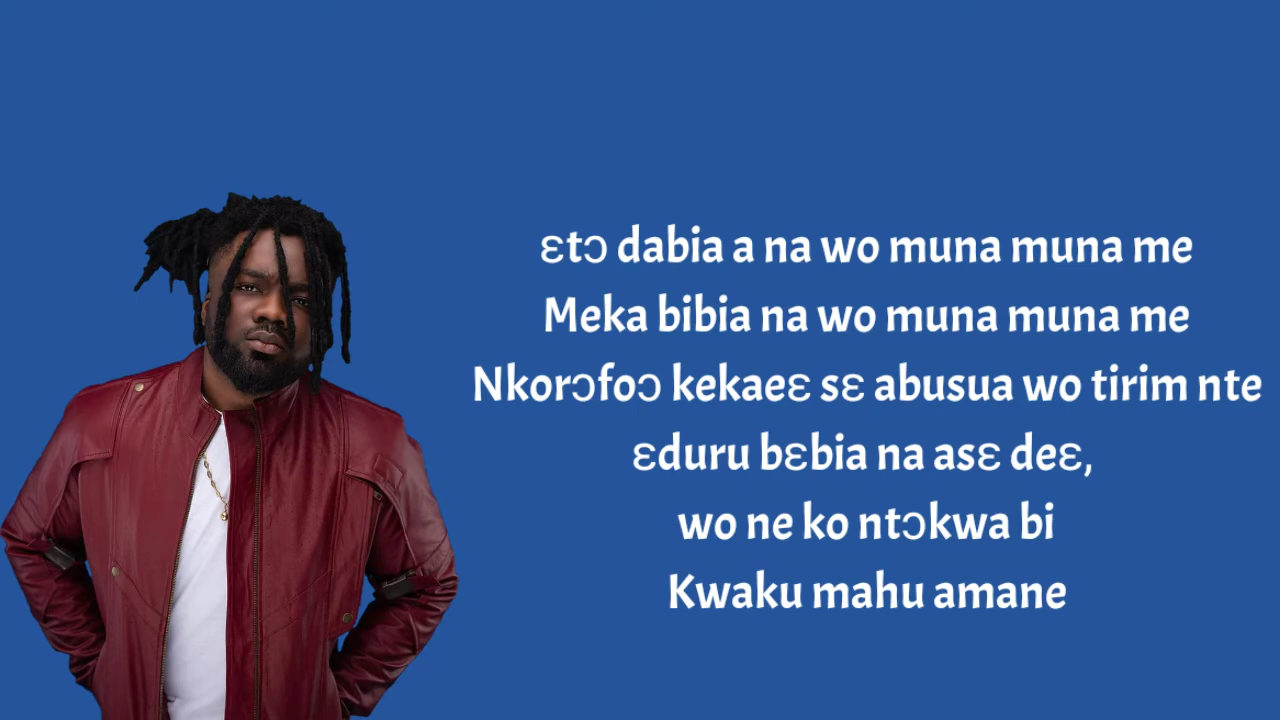 ɛtɔ dabia a na wo muna muna me
Meka bibia na wo muna muna me
Nkorɔfoɔ kekaeɛ sɛ abusua wo tirim nte
ɛduru bɛbia na asɛ deɛ,
wo ne ko ntɔkwa bi
Kwaku mahu amane